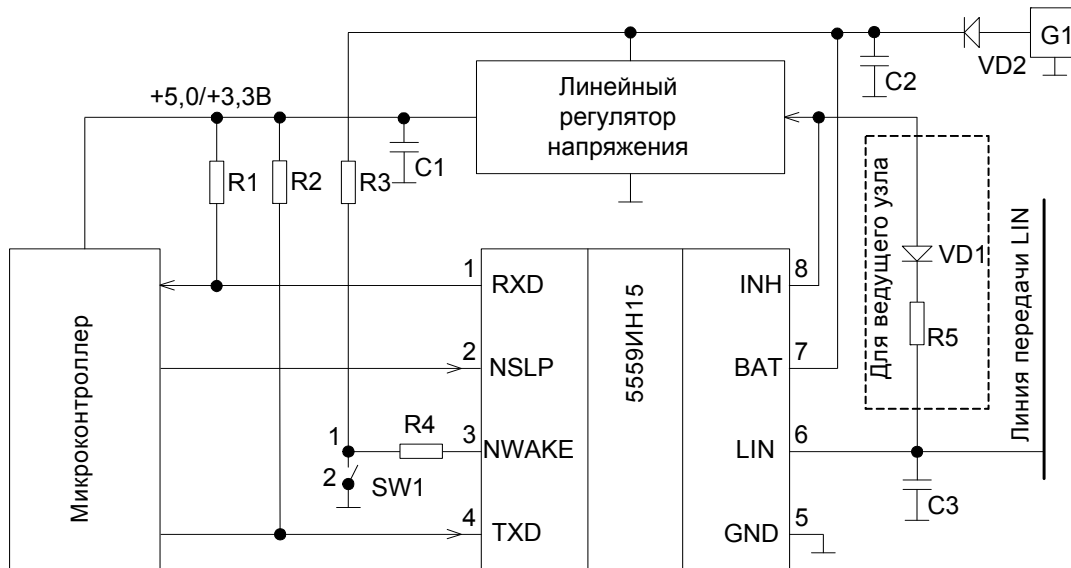 G1
VD2
C2
Линейный
регулятор
напряжения
+5,0/+3,3В
C1
R1
R2
R3
Для ведущего узла
VD1
R5
Линия передачи LIN
Микроконтроллер
5559ИН15
1
RXD
INH
8
2
NSLP
BAT
7
R4
3
NWAKE
LIN
6
1
2
SW1
C3
4
TXD
GND
5